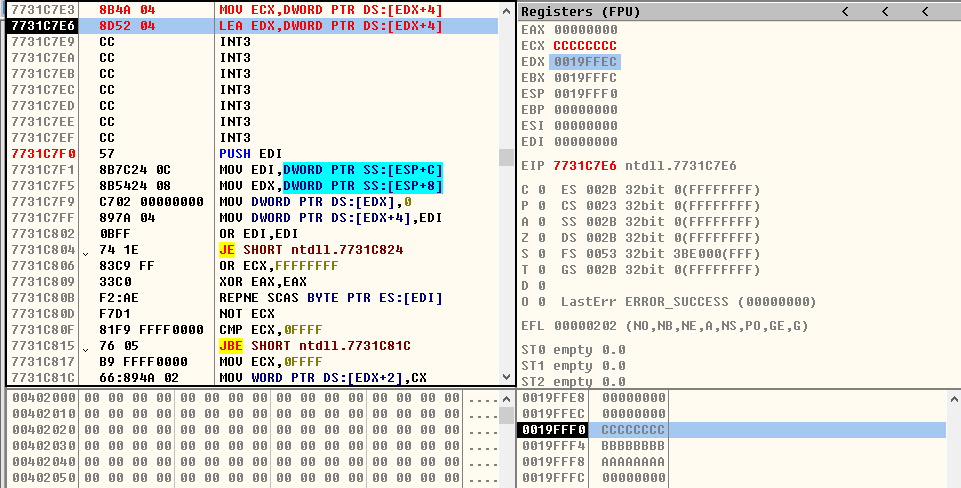 7731C7E3 8B4A 04 MOV ECX,DWORD PTR DS:[EDX+4]
7731C7E6 8D52 04 LEA EDX,DWORD PTR DS:[EDX+4]
7731C7E9 CC INT3
7731C7EA CC INT3
7731C7EB CC INT3
7731C7EC CC INT3
7731C7ED CC INT3
7731C7EE CC INT3
7731C7EF CC INT3
7731C7F0 57 PUSH EDI
7731C7F1 8B7C24 0C MOV EDI,DWORD PTR SS:[ESP+C]
7731C7F5 8B5424 08 MOV EDX,DWORD PTR SS:[ESP+8]
7731C7F9 C702 00000000 MOV DWORD PTR DS:[EDX],0
7731C7FF 897A 04 MOV DWORD PTR DS:[EDX+4],EDI
7731C802 0BFF OR EDI,EDI
7731C804 74 1E JE SHORT ntdll.7731C824
7731C806 83C9 FF OR ECX,FFFFFFFF
7731C809 33C0 XOR EAX,EAX
7731C80B F2:AE REPNE SCAS BYTE PTR ES:[EDI]
7731C80D F7D1 NOT ECX
7731C80F 81F9 FFFF0000 CMP ECX,0FFFF
7731C815 76 05 JBE SHORT ntdll.7731C81C
7731C817 B9 FFFF0000 MOV ECX,0FFFF
7731C81C 66:894A 02 MOV WORD PTR DS:[EDX+2],CX
Registers (FPU) < < <
EAX 00000000
ECX CCCCCCCC
EDX 0019FFEC
EBX 0019FFFC
ESP 0019FFF0
EBP 00000000
ESI 00000000
EDI 00000000
EIP 7731C7E6 ntdll.7731C7E6
C 0 ES 002B 32bit 0(FFFFFFFF)
P 0 CS 0023 32bit 0(FFFFFFFF)
A 0 SS 002B 32bit 0(FFFFFFFF)
Z 0 DS 002B 32bit 0(FFFFFFFF)
S 0 FS 0053 32bit 3BE000(FFF)
T 0 GS 002B 32bit 0(FFFFFFFF)
D 0
O 0 LastErr ERROR_SUCCESS (00000000)
EFL 00000202 (NO,NB,NE,A,NS,PO,GE,G)
ST0 empty 0.0
ST1 empty 0.0
ST2 empty 0.0
00402000 00 00 00 00 00 00 00 00 00 00 00 00 00 00 00 00 ....
00402010 00 00 00 00 00 00 00 00 00 00 00 00 00 00 00 00 ....
00402020 00 00 00 00 00 00 00 00 00 00 00 00 00 00 00 00 ....
00402030 00 00 00 00 00 00 00 00 00 00 00 00 00 00 00 00 ....
00402040 00 00 00 00 00 00 00 00 00 00 00 00 00 00 00 00 ....
00402050 00 00 00 00 00 00 00 00 00 00 00 00 00 00 00 00 ....
0019FFE8 00000000
0019FFEC 00000000
0019FFF0 CCCCCCCC
0019FFF4 BBBBBBBB
0019FFF8 AAAAAAAA
0019FFFC 00000000